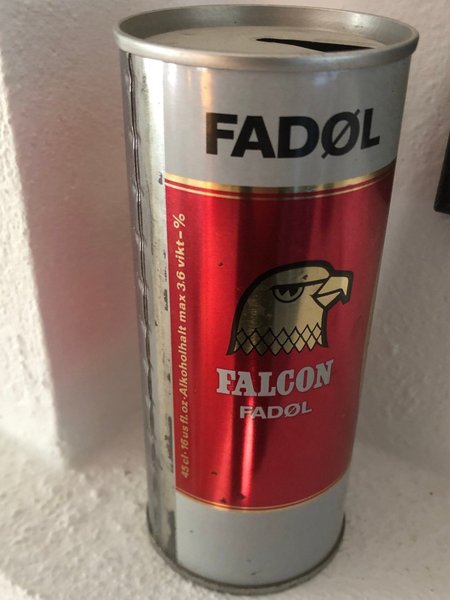 FADØL
FALCON
FADØL
45 cl · 16 us fl. oz · Alkoholhalt max 3.6 vikt-%